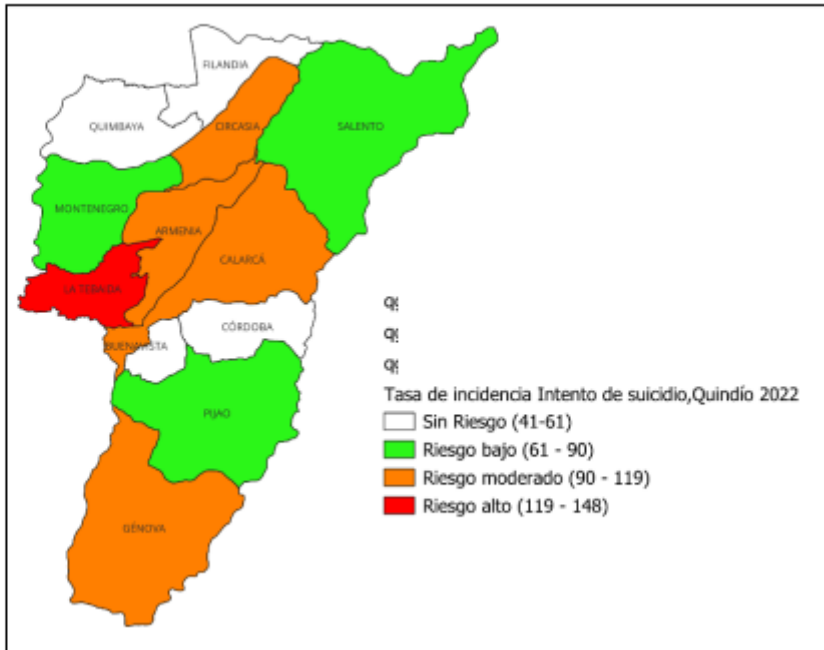 FILANDIA
QUIMBAYA
CIRCASIA
SALENTO
MONTENEGRO
ARMENIA
CALARCÁ
LA TEBAIDA
CÓRDOBA
BUENAVISTA
PIJAO
GÉNOVA
Tasa de incidencia Intento de suicidio,Quindío 2022
Sin Riesgo (41-61)
Riesgo bajo (61 - 90)
Riesgo moderado (90 - 119)
Riesgo alto (119 - 148)